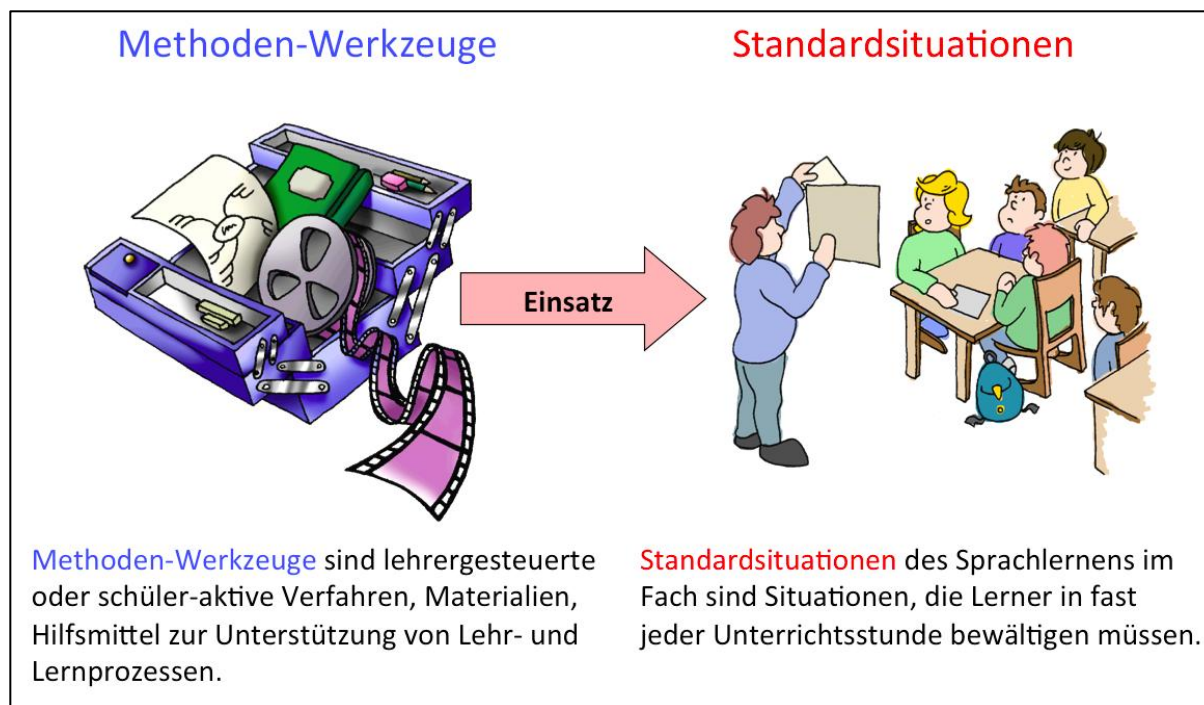 Methoden-Werkzeuge
Standardsituationen
Einsatz
Methoden-Werkzeuge sind lehrergesteuerte
oder schüler-aktive Verfahren, Materialien,
Hilfsmittel zur Unterstützung von Lehr- und
Lernprozessen.
Standardsituationen des Sprachlernens im
Fach sind Situationen, die Lerner in fast
jeder Unterrichtsstunde bewältigen müssen.